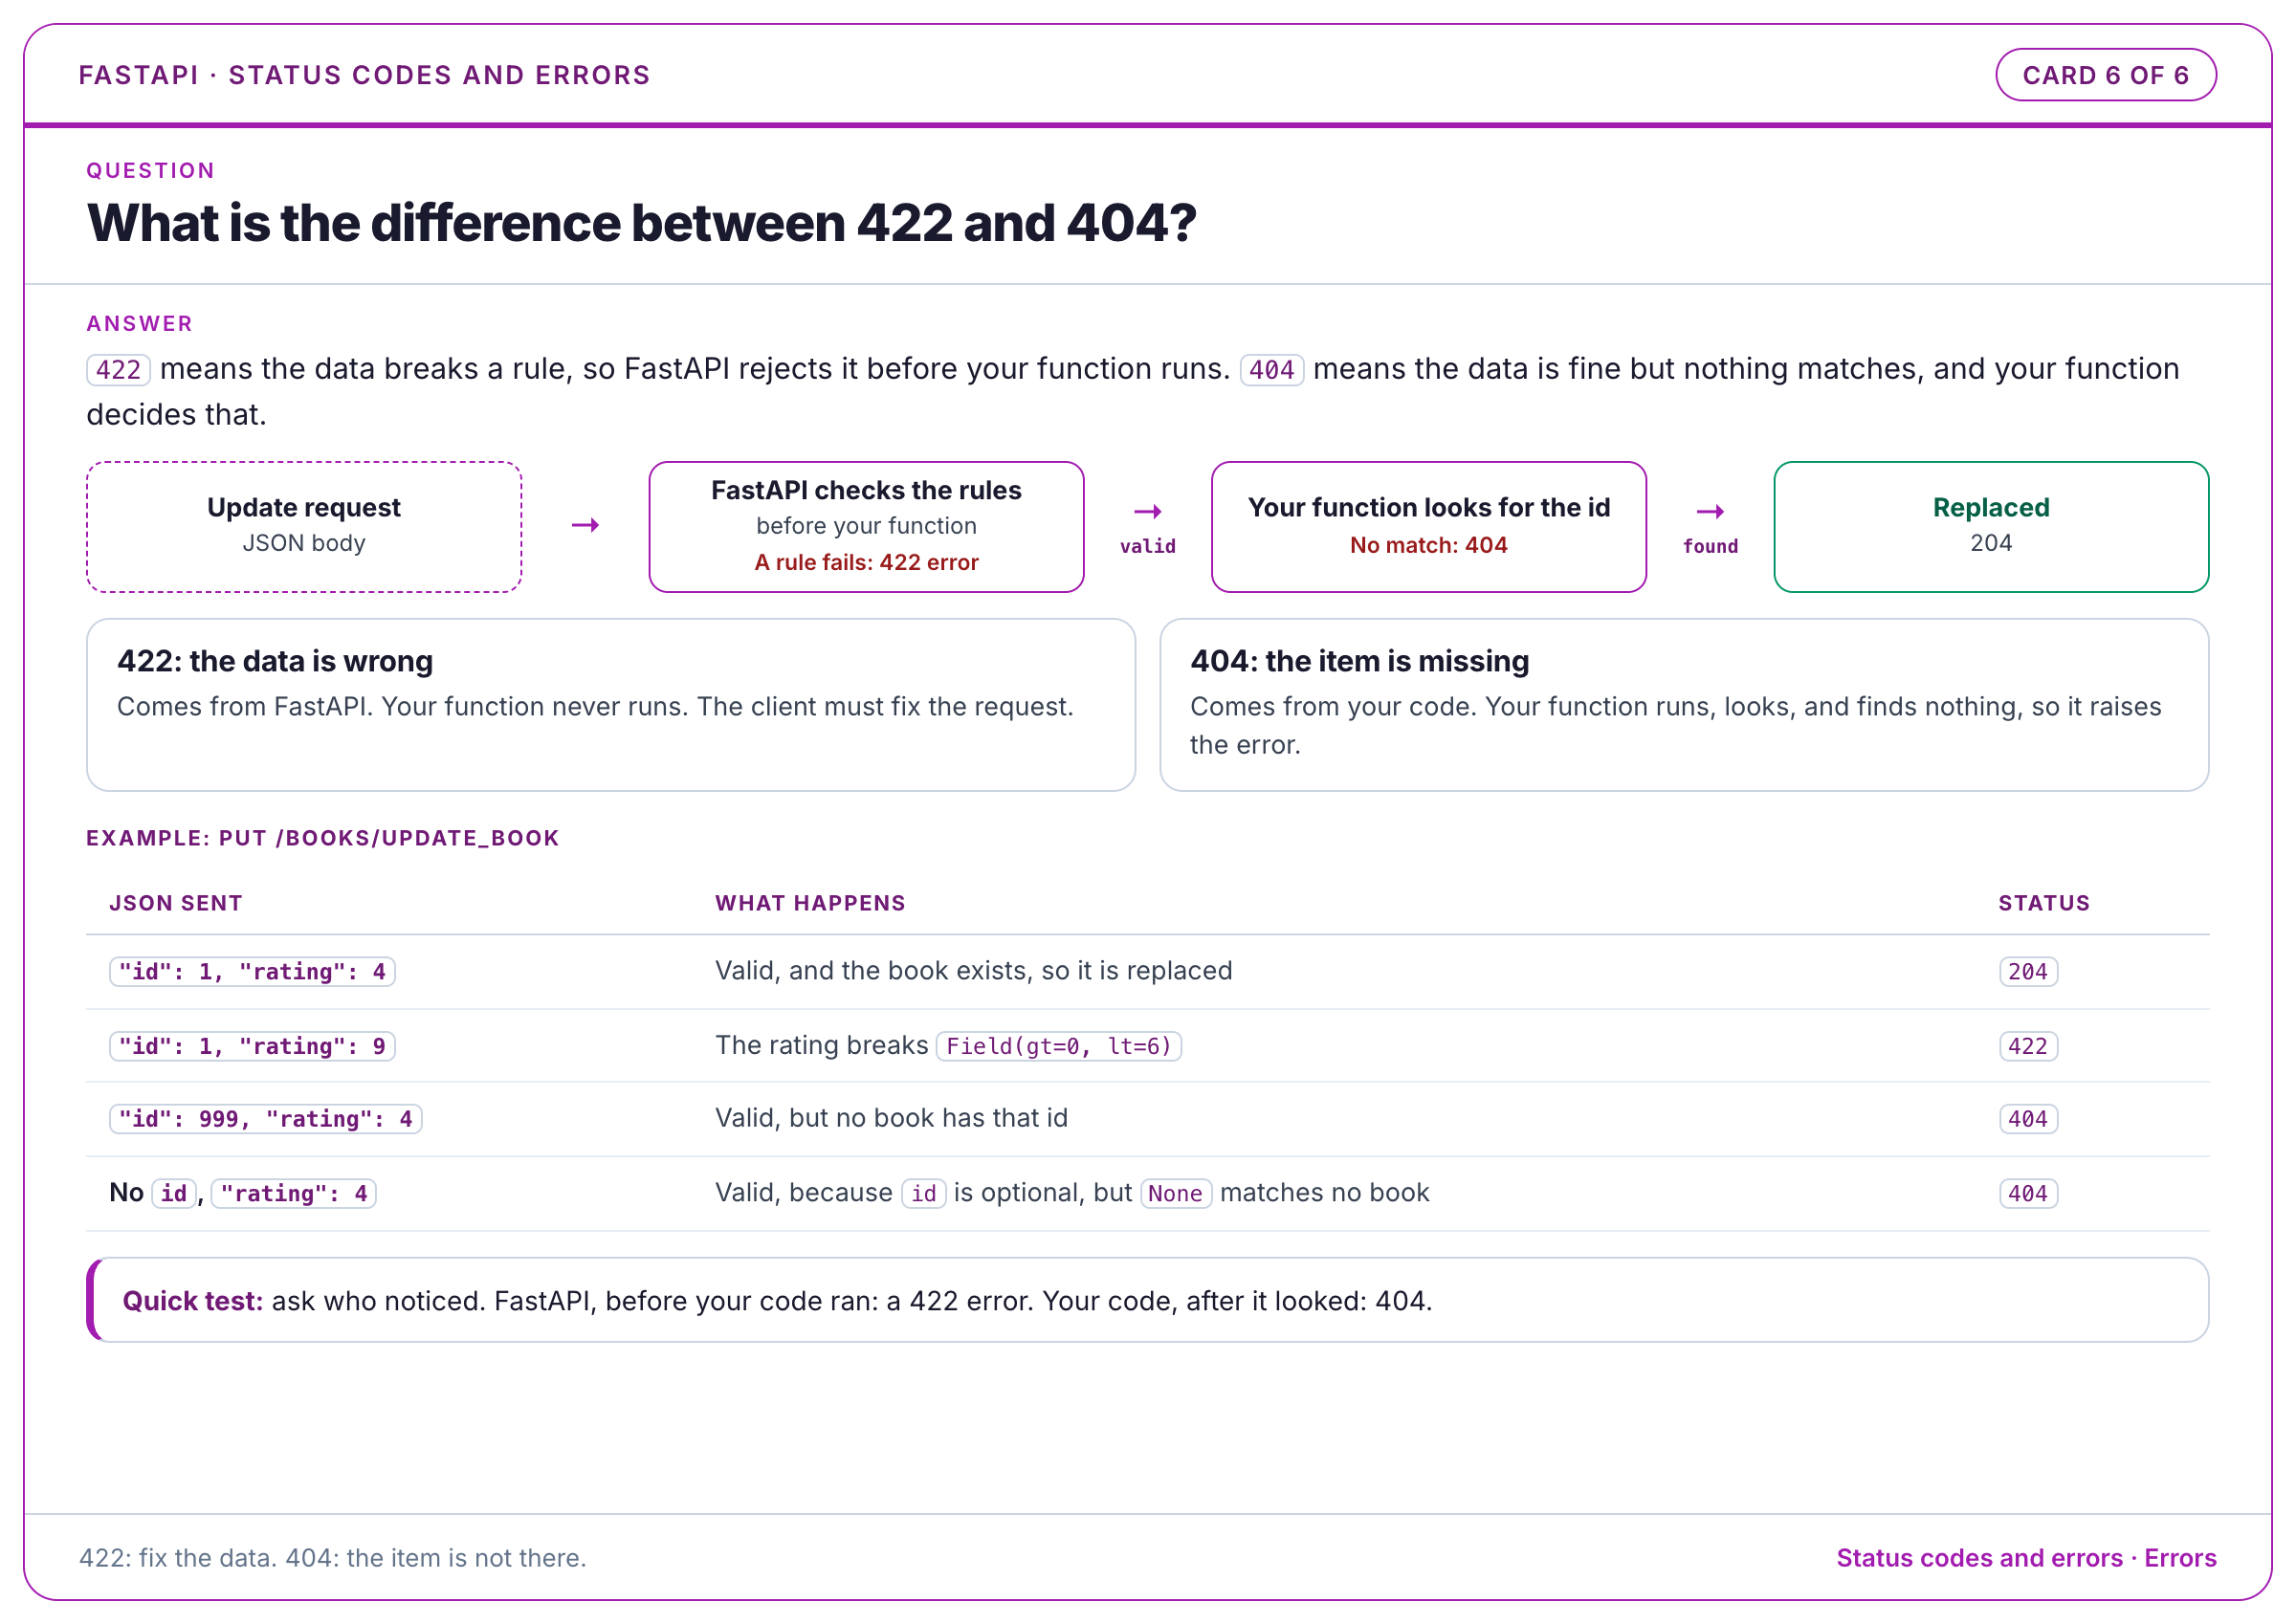 FASTAPI · STATUS CODES AND ERRORS
CARD 6 OF 6
QUESTION
What is the difference between 422 and 404?
ANSWER
422 means the data breaks a rule, so FastAPI rejects it before your function runs. 404 means the data is fine but nothing matches, and your function
decides that.
Update request
JSON body
→
FastAPI checks the rules
before your function
A rule fails: 422 error
→
valid
Your function looks for the id
No match: 404
→
found
Replaced
204
422: the data is wrong
Comes from FastAPI. Your function never runs. The client must fix the request.
404: the item is missing
Comes from your code. Your function runs, looks, and finds nothing, so it raises
the error.
EXAMPLE: PUT /BOOKS/UPDATE_BOOK
JSON SENT WHAT HAPPENS STATUS
"id": 1, "rating": 4 Valid, and the book exists, so it is replaced 204
"id": 1, "rating": 9 The rating breaks Field(gt=0, lt=6) 422
"id": 999, "rating": 4 Valid, but no book has that id 404
No id, "rating": 4 Valid, because id is optional, but None matches no book 404
Quick test: ask who noticed. FastAPI, before your code ran: a 422 error. Your code, after it looked: 404.
422: fix the data. 404: the item is not there.
Status codes and errors · Errors